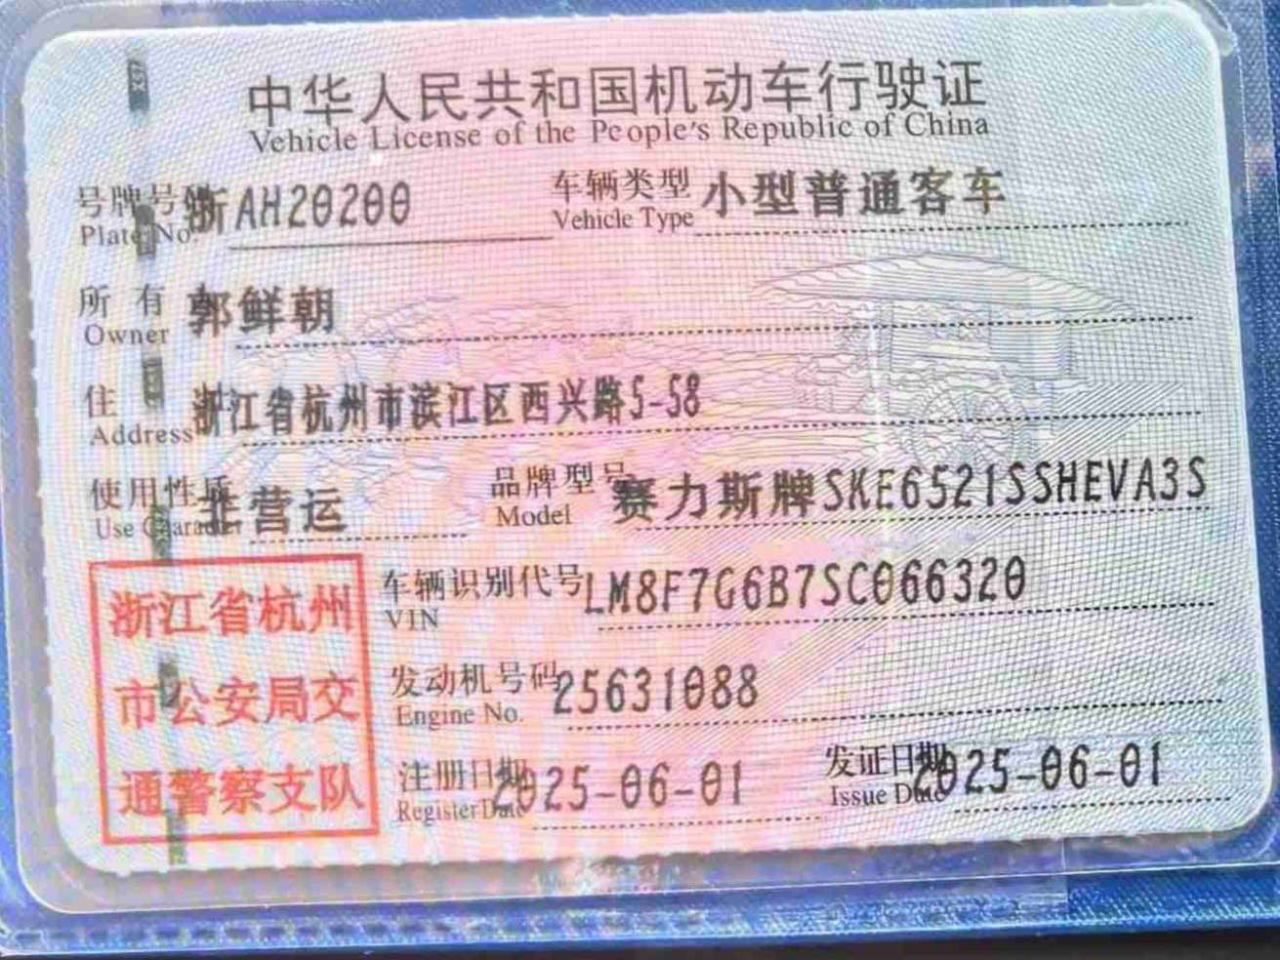 中华人民共和国机动车行驶证
Vehicle License of the People's Republic of China
号牌号码 浙AH20200 车辆类型 小型普通客车
Plate No. Vehicle Type
所有 郭鲜朝
Owner
住 浙江省杭州市滨江区西兴路5-58
Address
使用性质 非营运 品牌型号 赛力斯牌SKE6521SSHEVA3S
Use Character Model
浙江省杭州
市公安局交
通警察支队
车辆识别代号 LM8F7G6B7SC066320
VIN
发动机号码 25631088
Engine No.
注册日期 2025-06-01 发证日期 2025-06-01
Register Date Issue Date